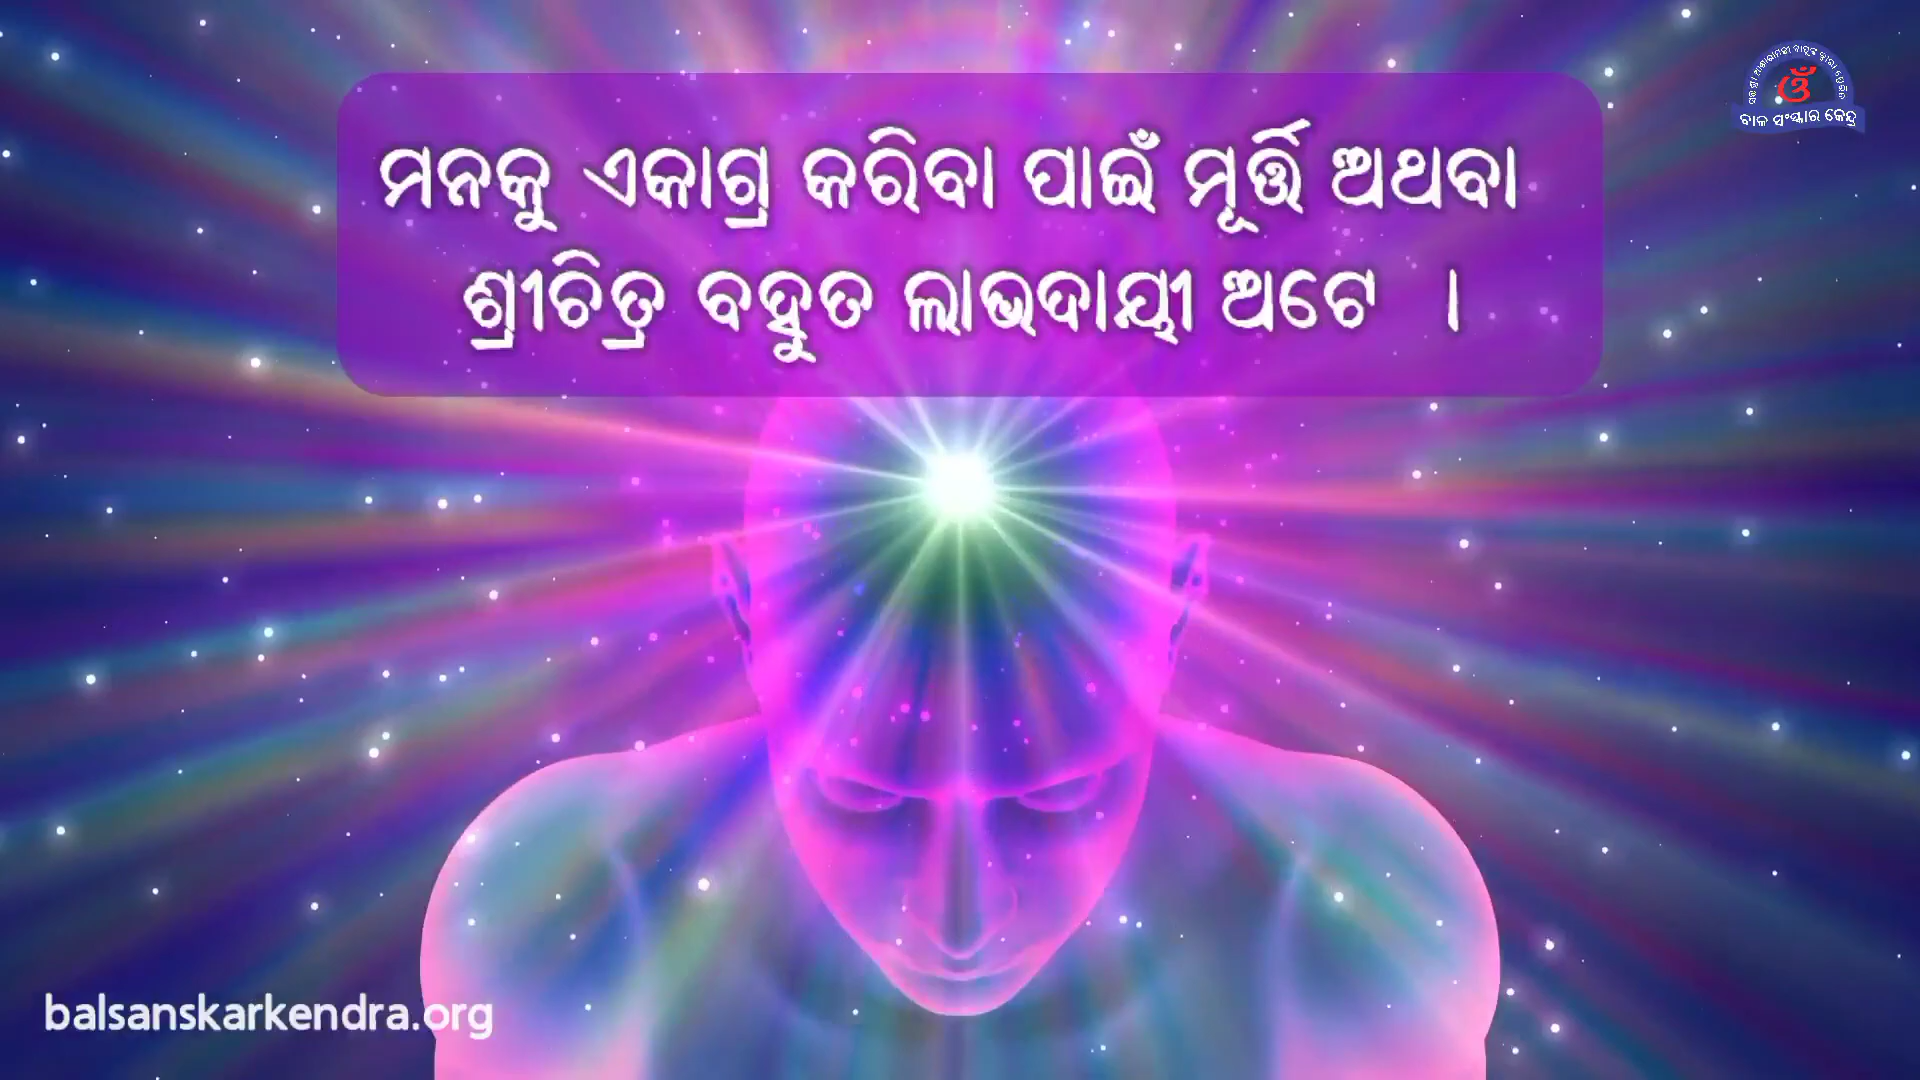 ମନକୁ ଏକାଗ୍ର କରିବା ପାଇଁ ମୂର୍ତ୍ତି ଅଥବା
ଶ୍ରୀଚିତ୍ର ବହୁତ ଲାଭଦାୟୀ ଅଟେ ।
ଓଁ
ବାଳ ସଂସ୍କାର କେନ୍ଦ୍ର
balsanskarkendra.org